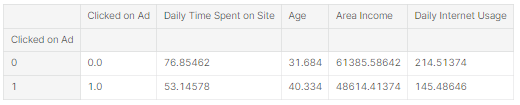 Clicked on Ad Daily Time Spent on Site Age Area Income Daily Internet Usage
Clicked on Ad
0 0.0 76.85462 31.684 61385.58642 214.51374
1 1.0 53.14578 40.334 48614.41374 145.48646